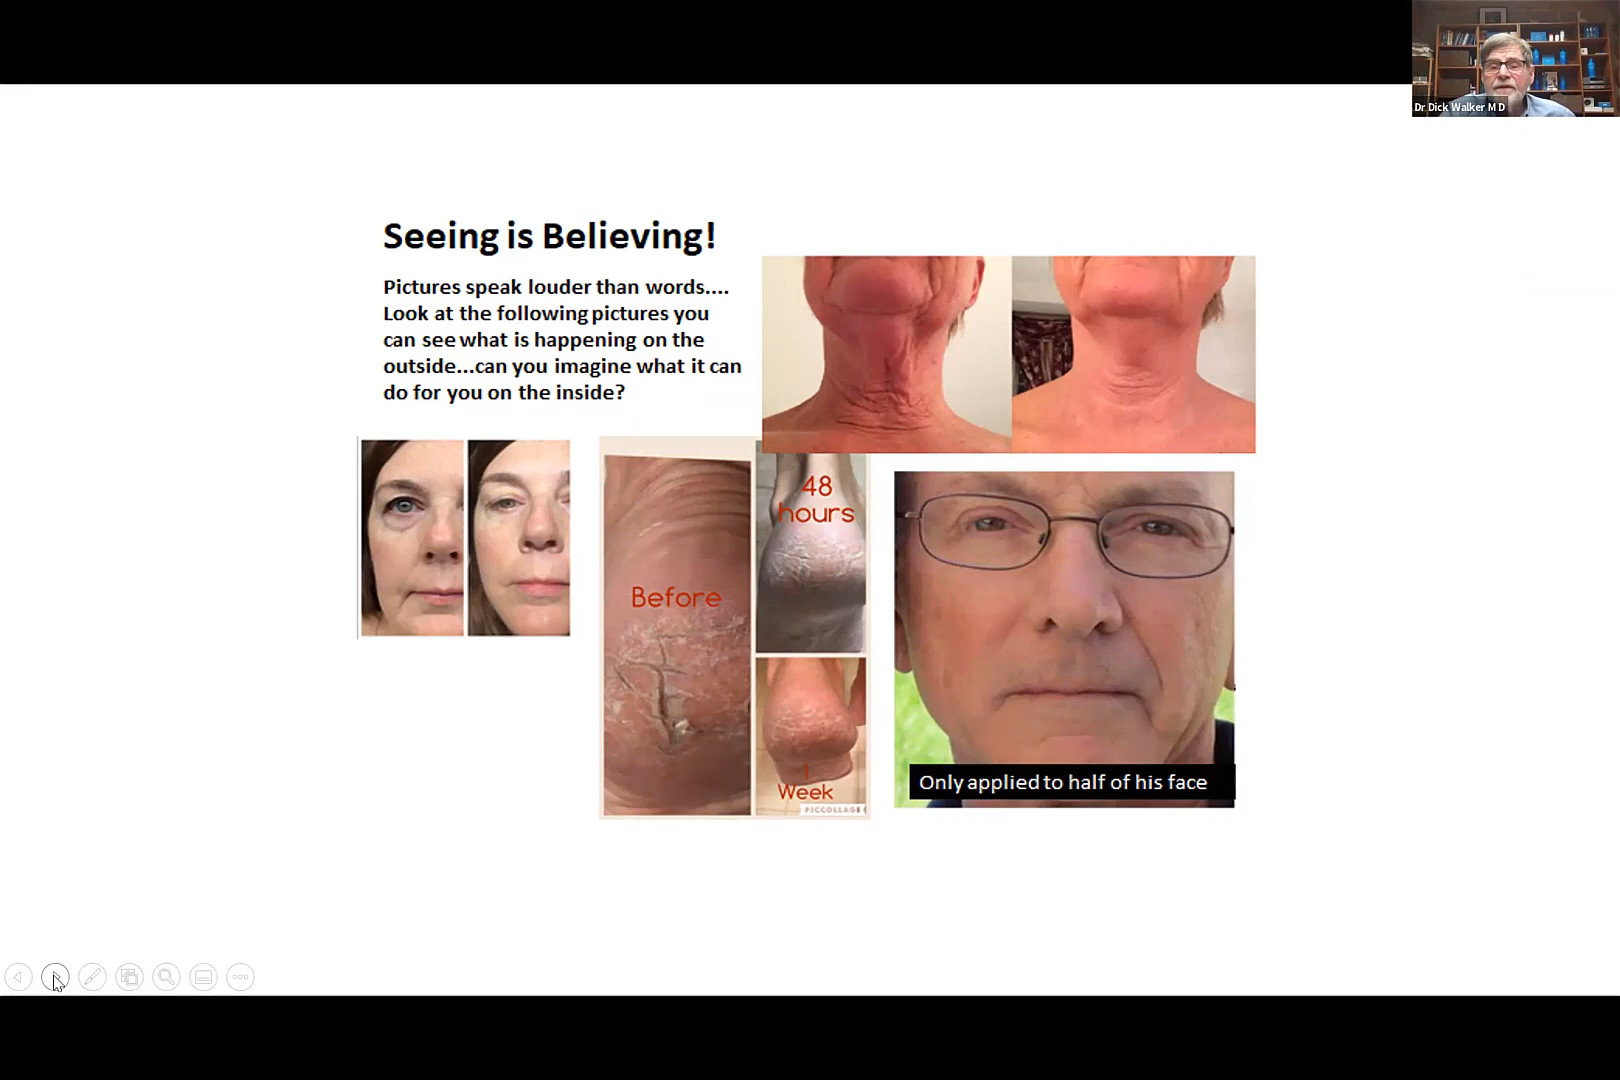 Dr Dick Walker M D
Seeing is Believing!
Pictures speak louder than words....
Look at the following pictures you
can see what is happening on the
outside...can you imagine what it can
do for you on the inside?
48
hours
Before
1
Week
PICCOLLAGE
Only applied to half of his face